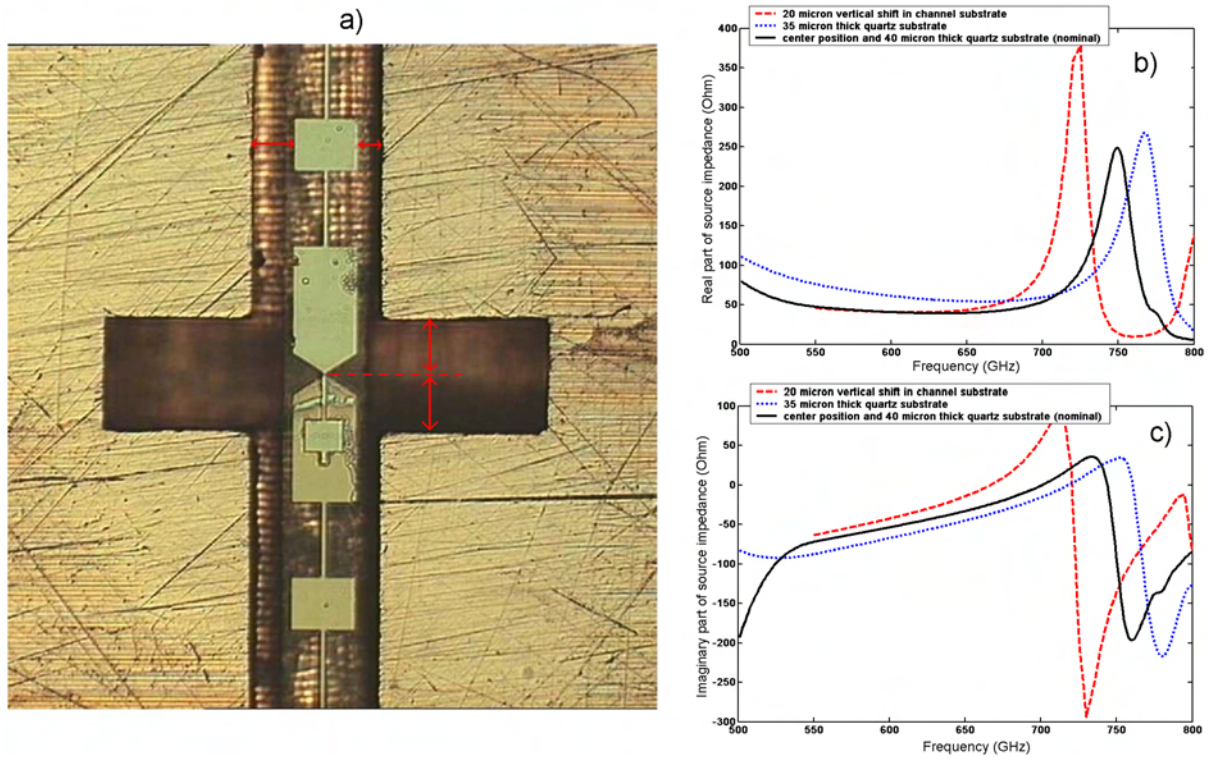 a)
20 micron vertical shift in channel substrate
35 micron thick quartz substrate
center position and 40 micron thick quartz substrate (nominal)
b)
Real part of source impedance (Ohm)
400
350
300
250
200
150
100
50
0
500 550 600 650 700 750 800
Frequency (GHz)
20 micron vertical shift in channel substrate
35 micron thick quartz substrate
center position and 40 micron thick quartz substrate (nominal)
c)
Imaginary part of source impedance (Ohm)
100
50
0
-50
-100
-150
-200
-250
-300
500 550 600 650 700 750 800
Frequency (GHz)